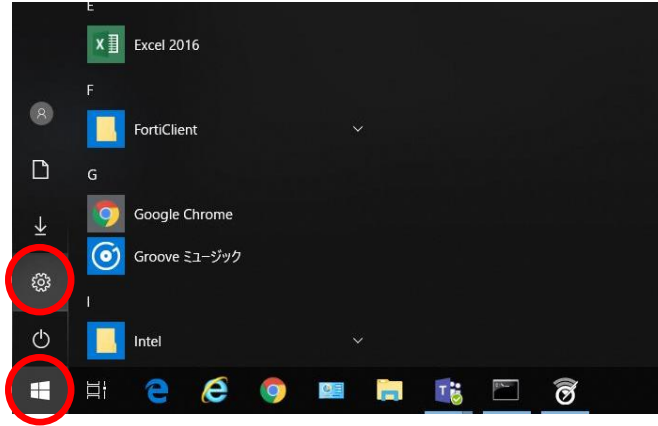 E
Excel 2016
F
FortiClient
G
Google Chrome
Groove ミュージック
I
Intel